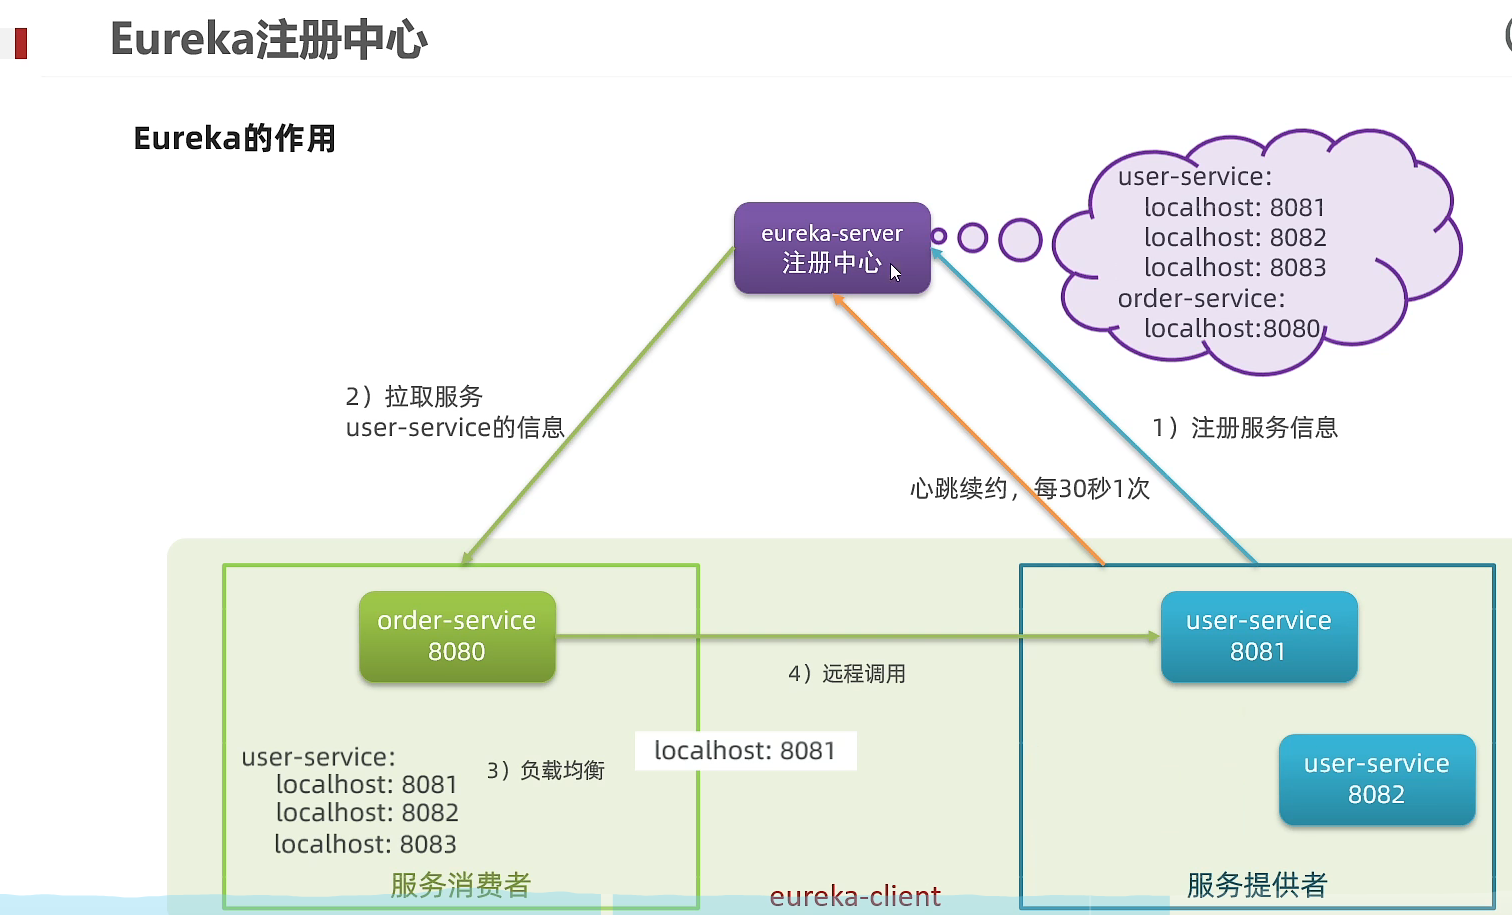 Eureka注册中心
Eureka的作用
eureka-server
注册中心
user-service:
localhost: 8081
localhost: 8082
localhost: 8083
order-service:
localhost:8080
2）拉取服务
user-service的信息
1）注册服务信息
心跳续约，每30秒1次
order-service
8080
user-service
8081
4）远程调用
user-service:
localhost: 8081
localhost: 8082
localhost: 8083
3）负载均衡
localhost: 8081
user-service
8082
服务消费者
eureka-client
服务提供者